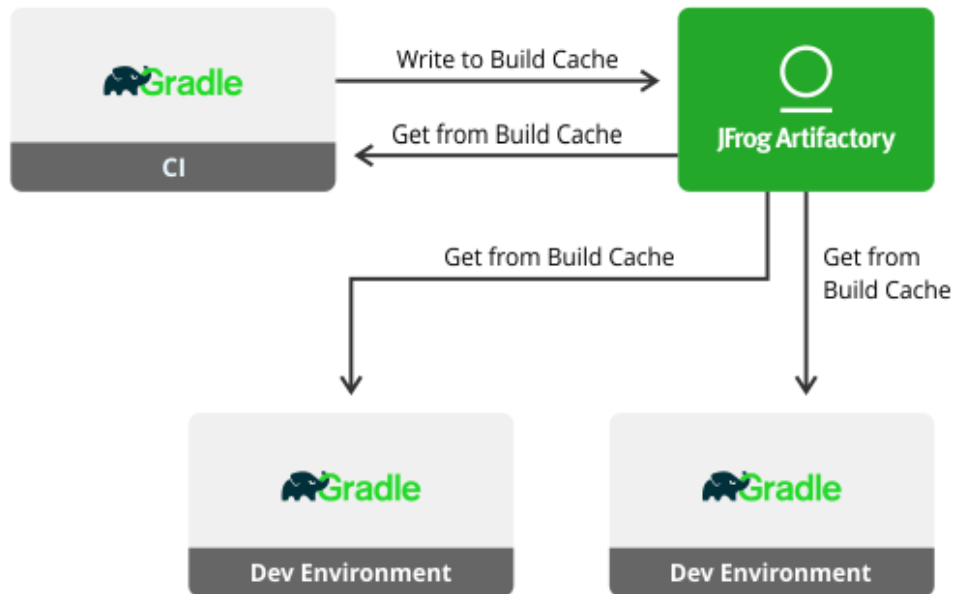 Gradle
CI
Write to Build Cache
Get from Build Cache
JFrog Artifactory
Get from Build Cache
Get from
Build Cache
Gradle
Dev Environment
Gradle
Dev Environment